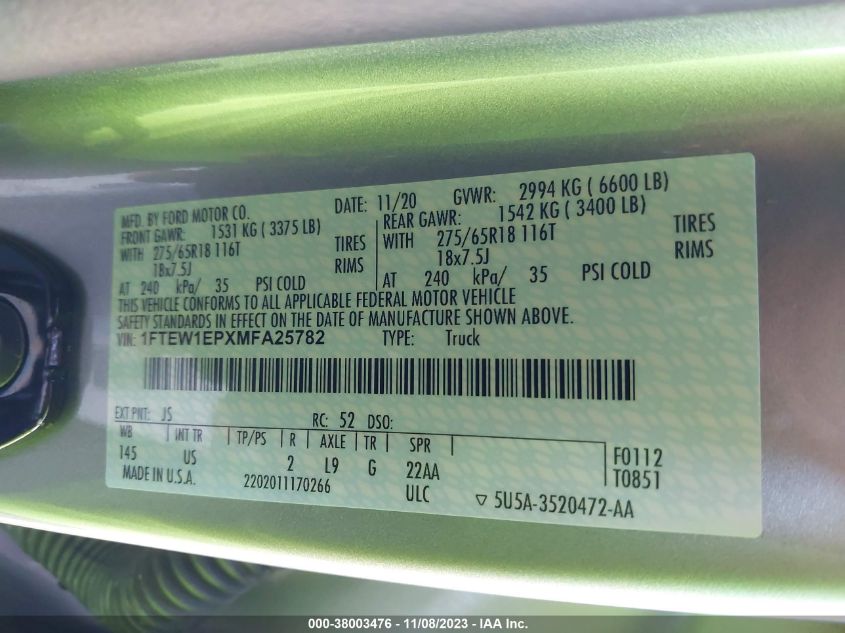 MFD. BY FORD MOTOR CO. DATE: 11/20 GVWR: 2994 KG ( 6600 LB)
FRONT GAWR: 1531 KG ( 3375 LB) REAR GAWR: 1542 KG ( 3400 LB)
WITH 275/65R18 116T TIRES WITH 275/65R18 116T TIRES
18x7.5J RIMS 18x7.5J RIMS
AT 240 kPa/ 35 PSI COLD AT 240 kPa/ 35 PSI COLD
THIS VEHICLE CONFORMS TO ALL APPLICABLE FEDERAL MOTOR VEHICLE
SAFETY STANDARDS IN EFFECT ON THE DATE OF MANUFACTURE SHOWN ABOVE.
VIN: 1FTEW1EPXMFA25782 TYPE: Truck
EXT PNT: JS RC: 52 DSO:
WB INT TR TP/PS R AXLE TR SPR F0112
145 US 2 L9 G 22AA T0851
MADE IN U.S.A. 2202011170266 ULC ▽ 5U5A-3520472-AA
000-38003476 - 11/08/2023 - IAA Inc.